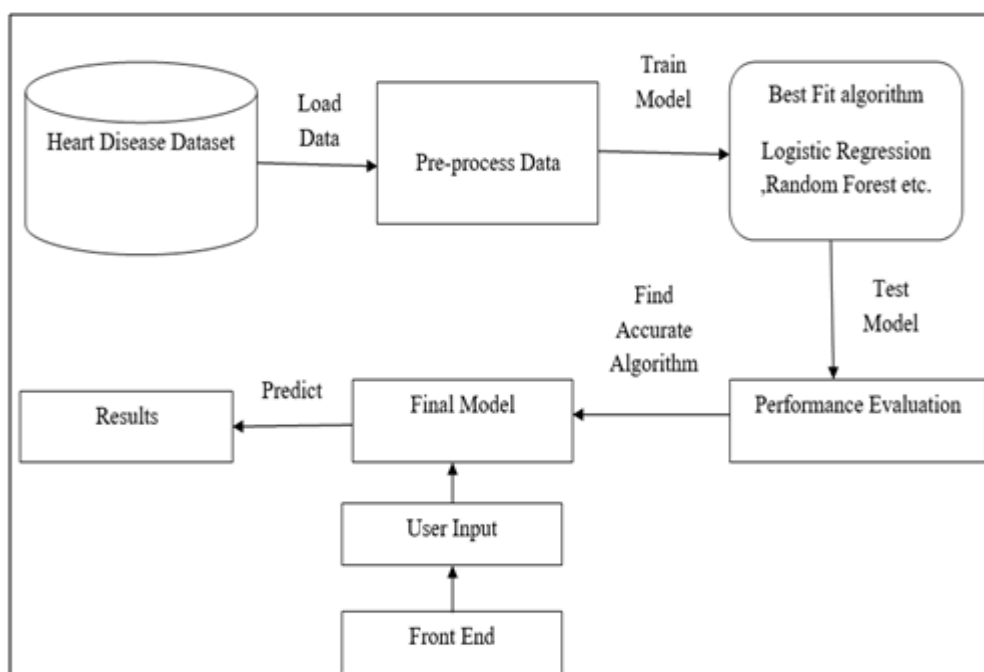 Heart Disease Dataset
Load
Data
Pre-process Data
Train
Model
Best Fit algorithm
Logistic Regression
,Random Forest etc.
Test
Model
Performance Evaluation
Find
Accurate
Algorithm
Final Model
Predict
Results
User Input
Front End